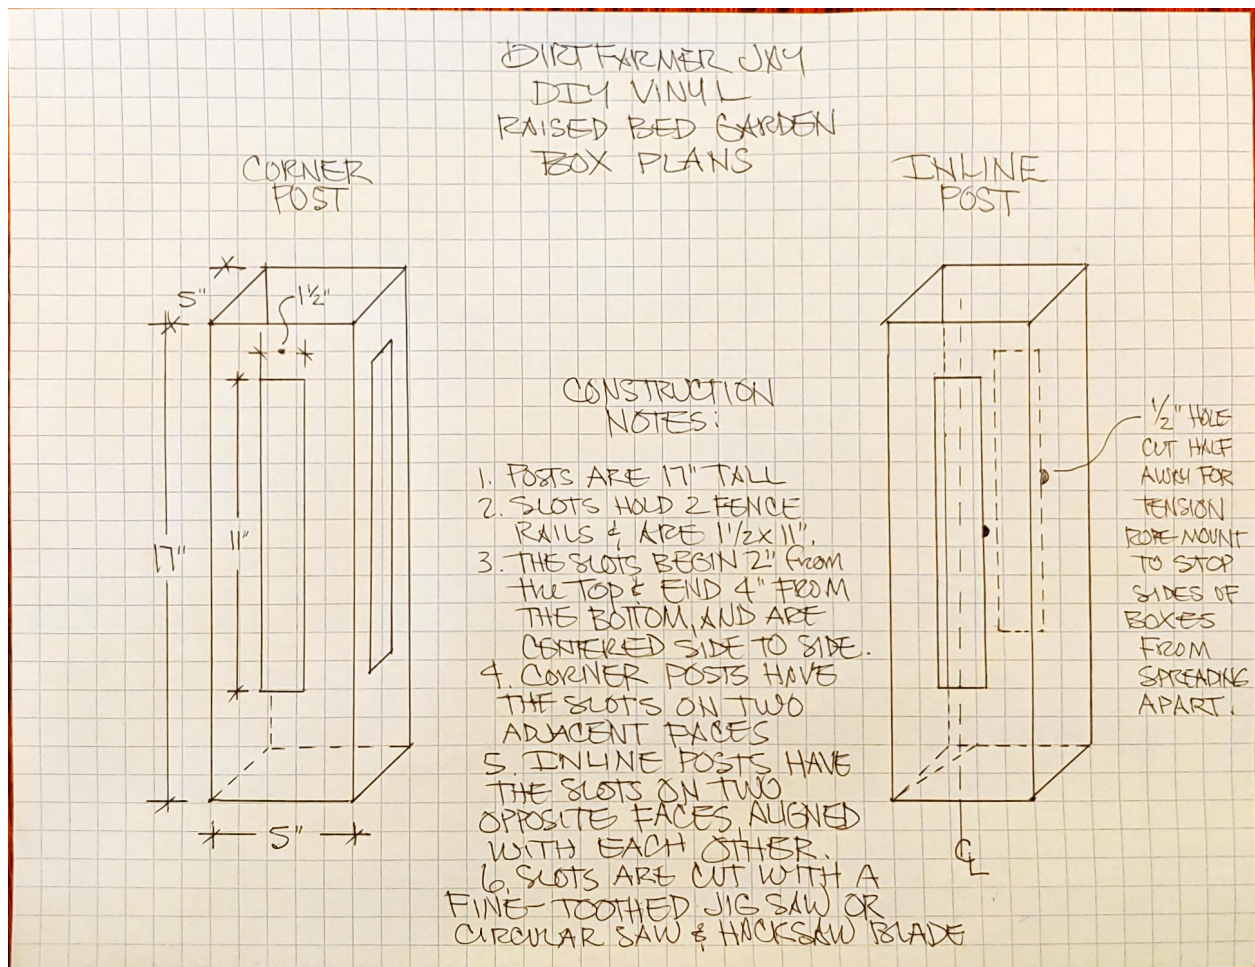 DIRT FARMER JAY
DIY VINYL
RAISED BED GARDEN
BOX PLANS
CORNER
POST
5"
1½"
17"
11"
5"
CONSTRUCTION
NOTES:
1. POSTS ARE 17" TALL
2. SLOTS HOLD 2 FENCE
RAILS & ARE 1½ X 11".
3. THE SLOTS BEGIN 2" from
the TOP & END 4" FROM
THE BOTTOM, AND ARE
CENTERED SIDE TO SIDE.
4. CORNER POSTS HAVE
THE SLOTS ON TWO
ADJACENT FACES
5. INLINE POSTS HAVE
THE SLOTS ON TWO
OPPOSITE FACES ALIGNED
WITH EACH OTHER.
6. SLOTS ARE CUT WITH A
FINE-TOOTHED JIG SAW OR
CIRCULAR SAW & HACKSAW BLADE
INLINE
POST
½" HOLE
CUT HALF
AWAY FOR
TENSION
ROPE-MOUNT
TO STOP
SIDES OF
BOXES
FROM
SPREADING
APART.
CL